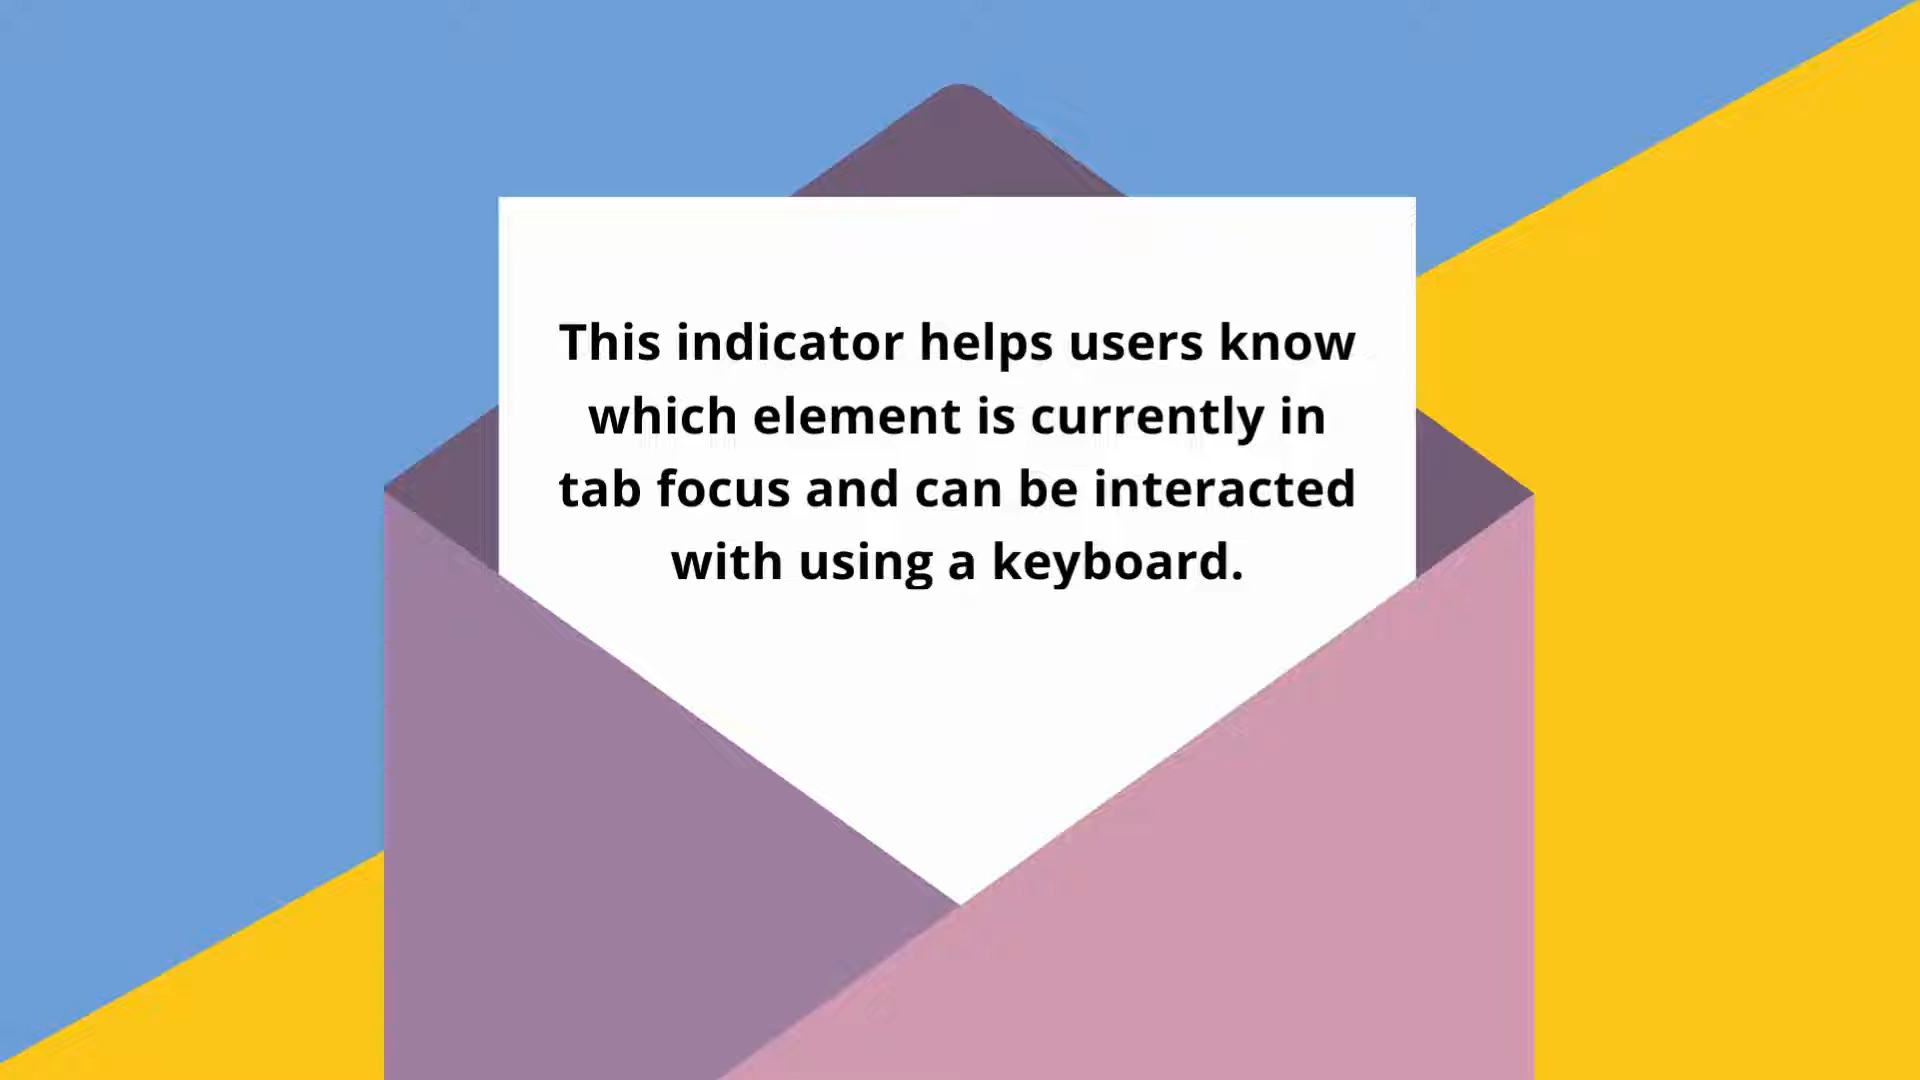 This indicator helps users know
which element is currently in
tab focus and can be interacted
with using a keyboard.